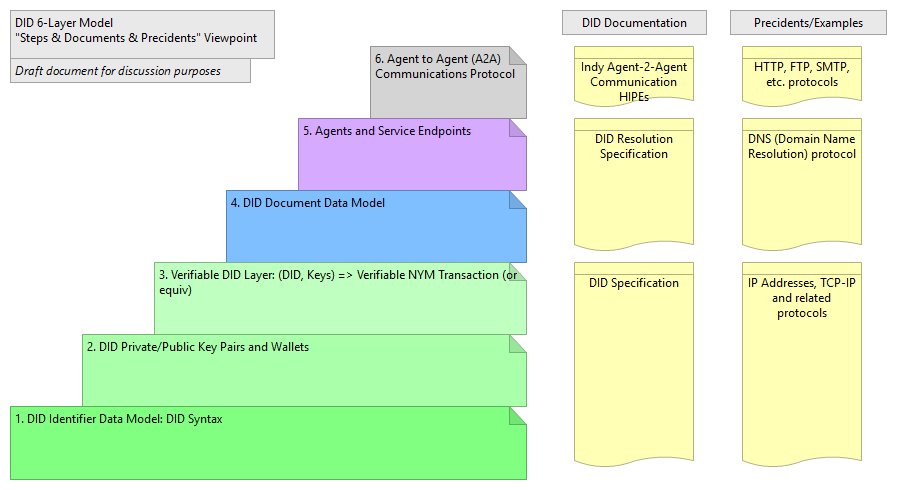 DID 6-Layer Model
"Steps & Documents & Precidents" Viewpoint
Draft document for discussion purposes
DID Documentation
Precidents/Examples
6. Agent to Agent (A2A)
Communications Protocol
Indy Agent-2-Agent
Communication
HIPEs
HTTP, FTP, SMTP,
etc. protocols
5. Agents and Service Endpoints
DID Resolution
Specification
DNS (Domain Name
Resolution) protocol
4. DID Document Data Model
3. Verifiable DID Layer: (DID, Keys) => Verifiable NYM Transaction (or
equiv)
DID Specification
IP Addresses, TCP-IP
and related
protocols
2. DID Private/Public Key Pairs and Wallets
1. DID Identifier Data Model: DID Syntax